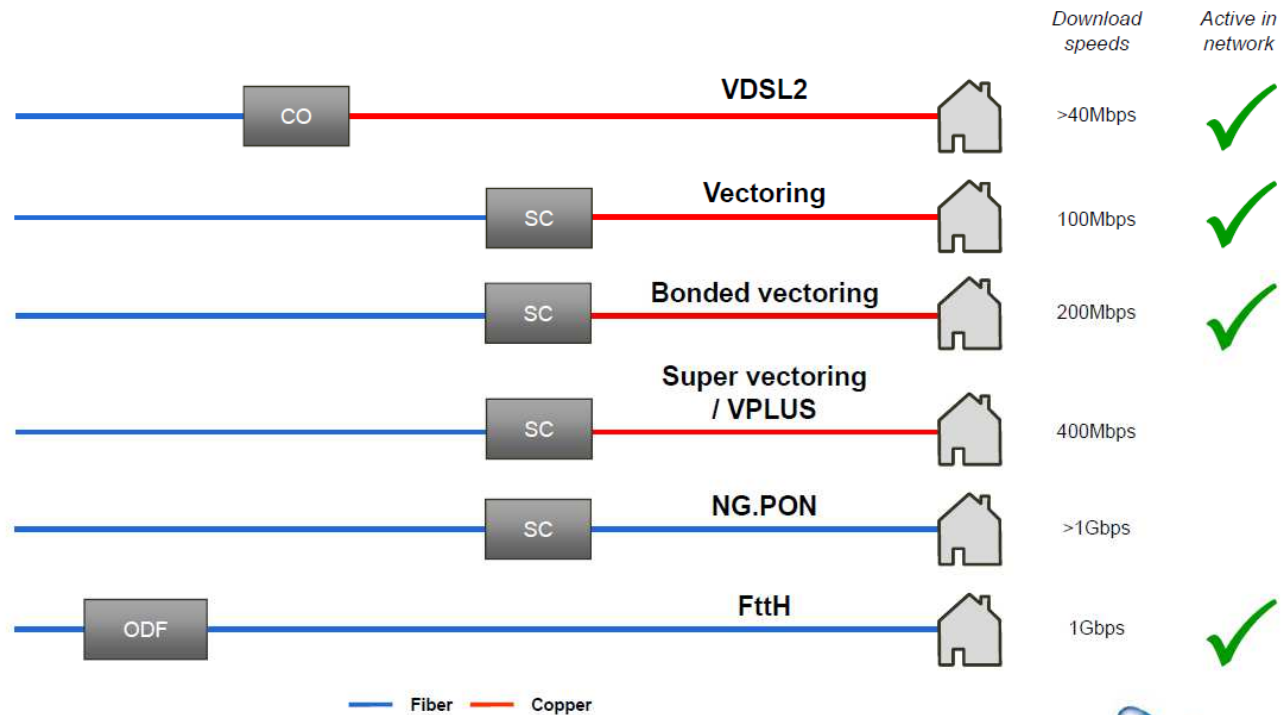 Download
speeds
Active in
network
VDSL2
CO
>40Mbps
Vectoring
SC
100Mbps
Bonded vectoring
SC
200Mbps
Super vectoring
/ VPLUS
SC
400Mbps
NG.PON
SC
>1Gbps
FttH
ODF
1Gbps
Fiber
Copper